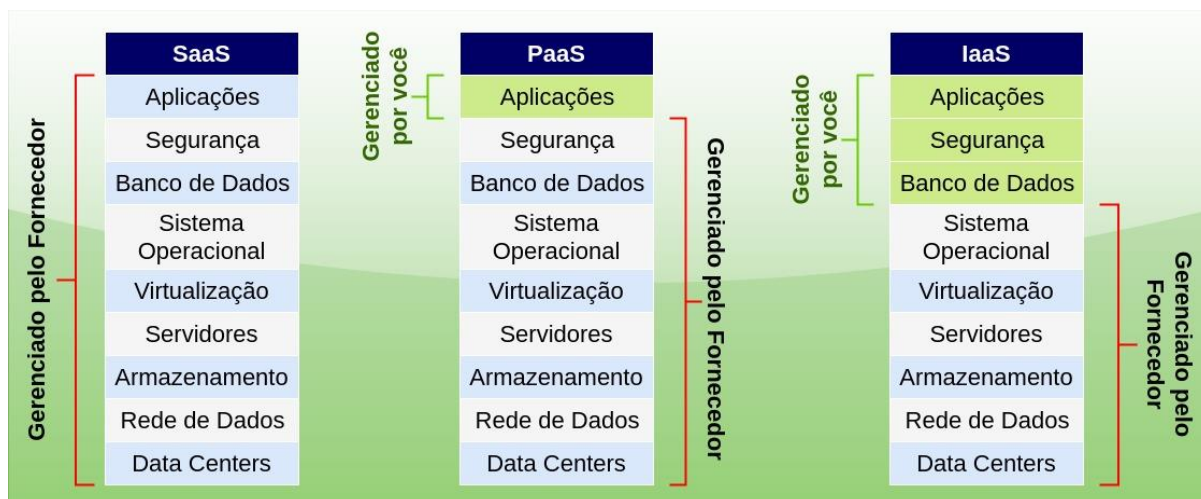 Gerenciado pelo Fornecedor
SaaS
Aplicações
Segurança
Banco de Dados
Sistema
Operacional
Virtualização
Servidores
Armazenamento
Rede de Dados
Data Centers
Gerenciado
por você
PaaS
Aplicações
Segurança
Banco de Dados
Sistema
Operacional
Virtualização
Servidores
Armazenamento
Rede de Dados
Data Centers
Gerenciado pelo Fornecedor
Gerenciado
por você
IaaS
Aplicações
Segurança
Banco de Dados
Sistema
Operacional
Virtualização
Servidores
Armazenamento
Rede de Dados
Data Centers
Gerenciado pelo
Fornecedor